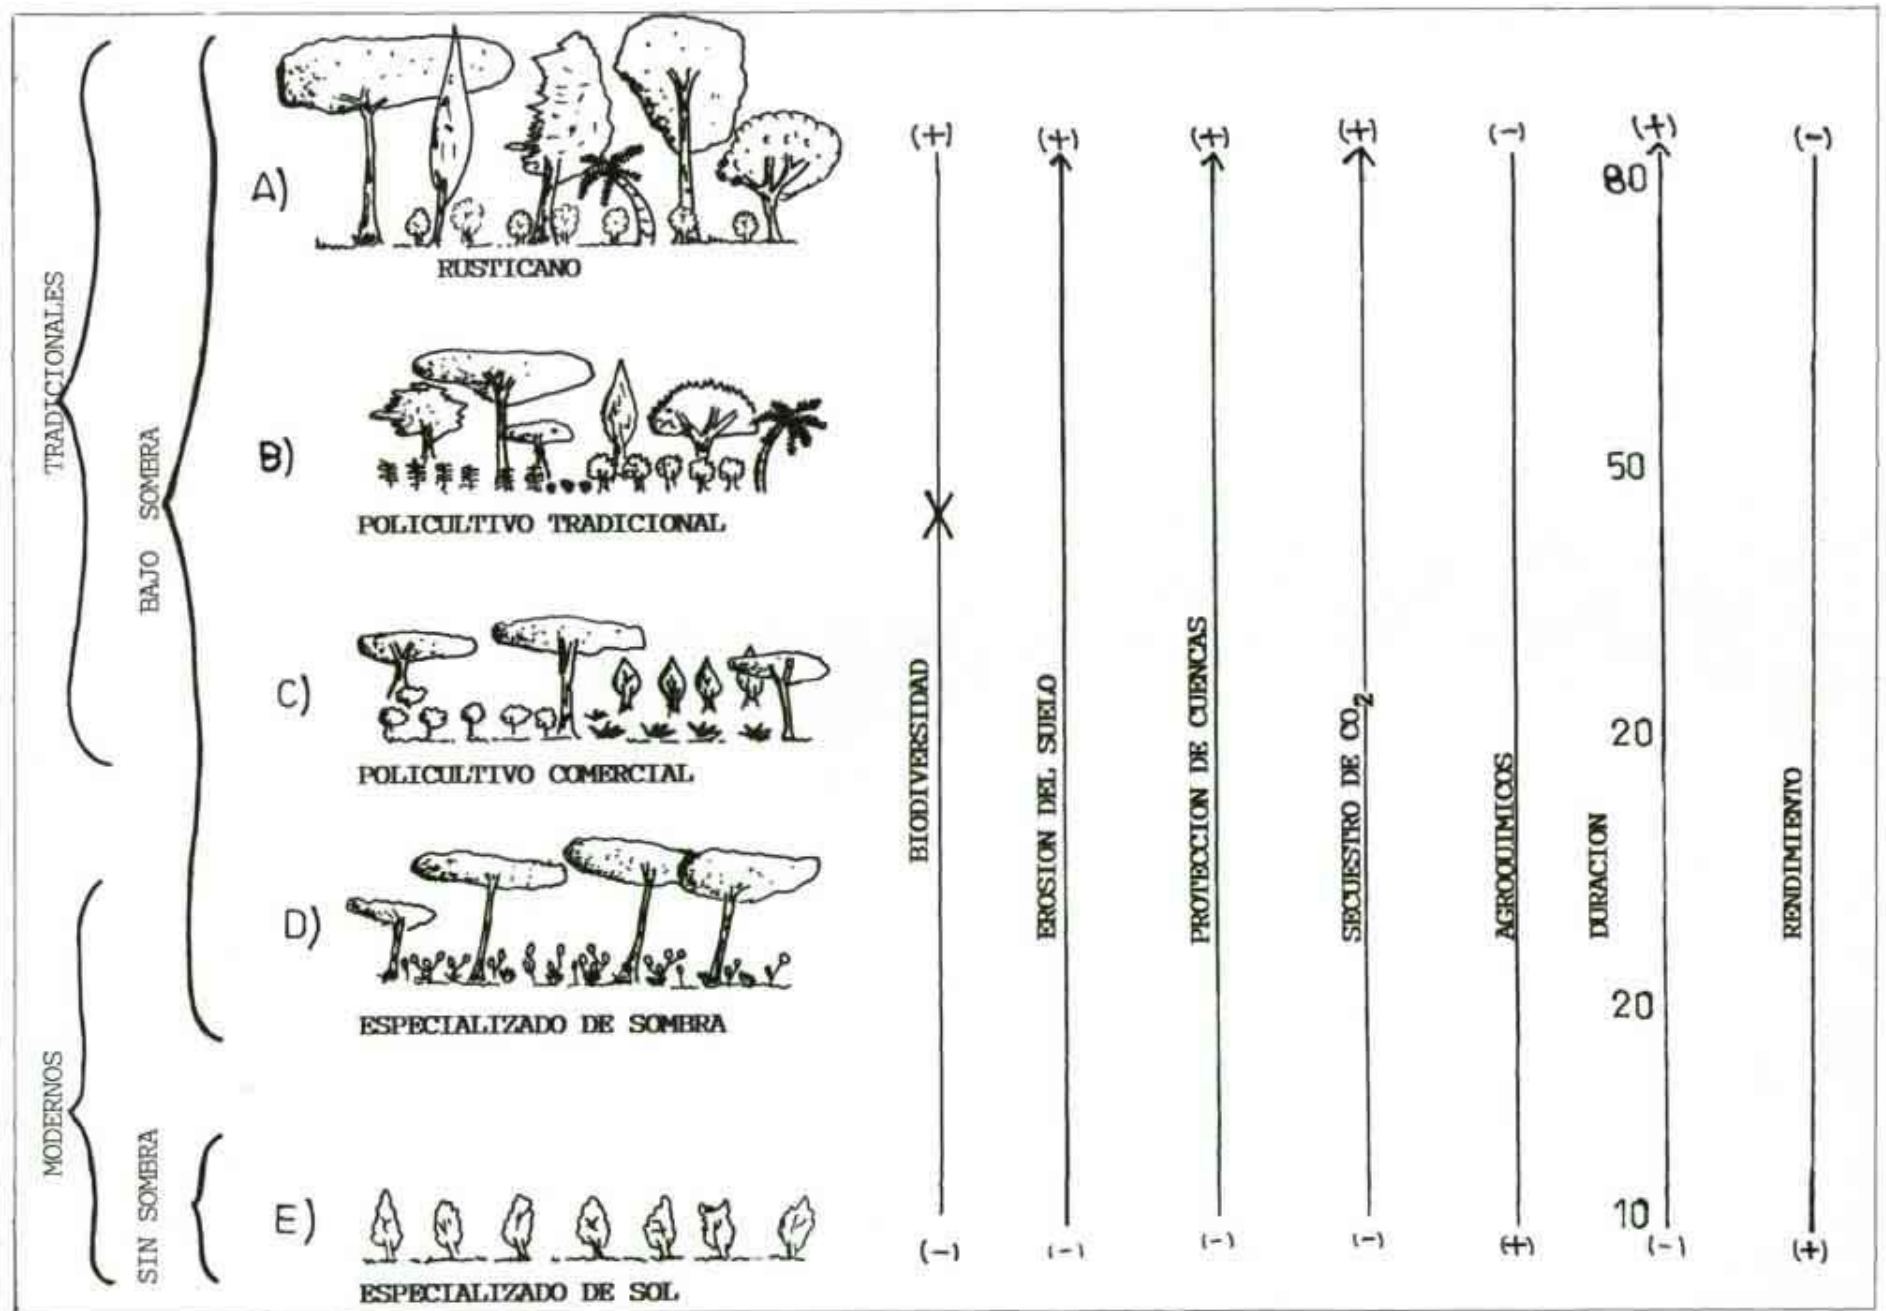 TRADICIONALES
BAJO SOMBRA
MODERNOS
SIN SOMBRA
A)
RUSTICANO
B)
POLICULTIVO TRADICIONAL
C)
POLICULTIVO COMERCIAL
D)
ESPECIALIZADO DE SOMBRA
E)
ESPECIALIZADO DE SOL
(+) (+) (+) (+) (-) (+) (-)
BIODIVERSIDAD
EROSION DEL SUELO
PROTECCION DE CUENCAS
SECUESTRO DE CO2
AGROQUIMICOS
DURACION
80
50
20
20
10
RENDIMIENTO
(-) (-) (-) (-) (+) (-) (+)